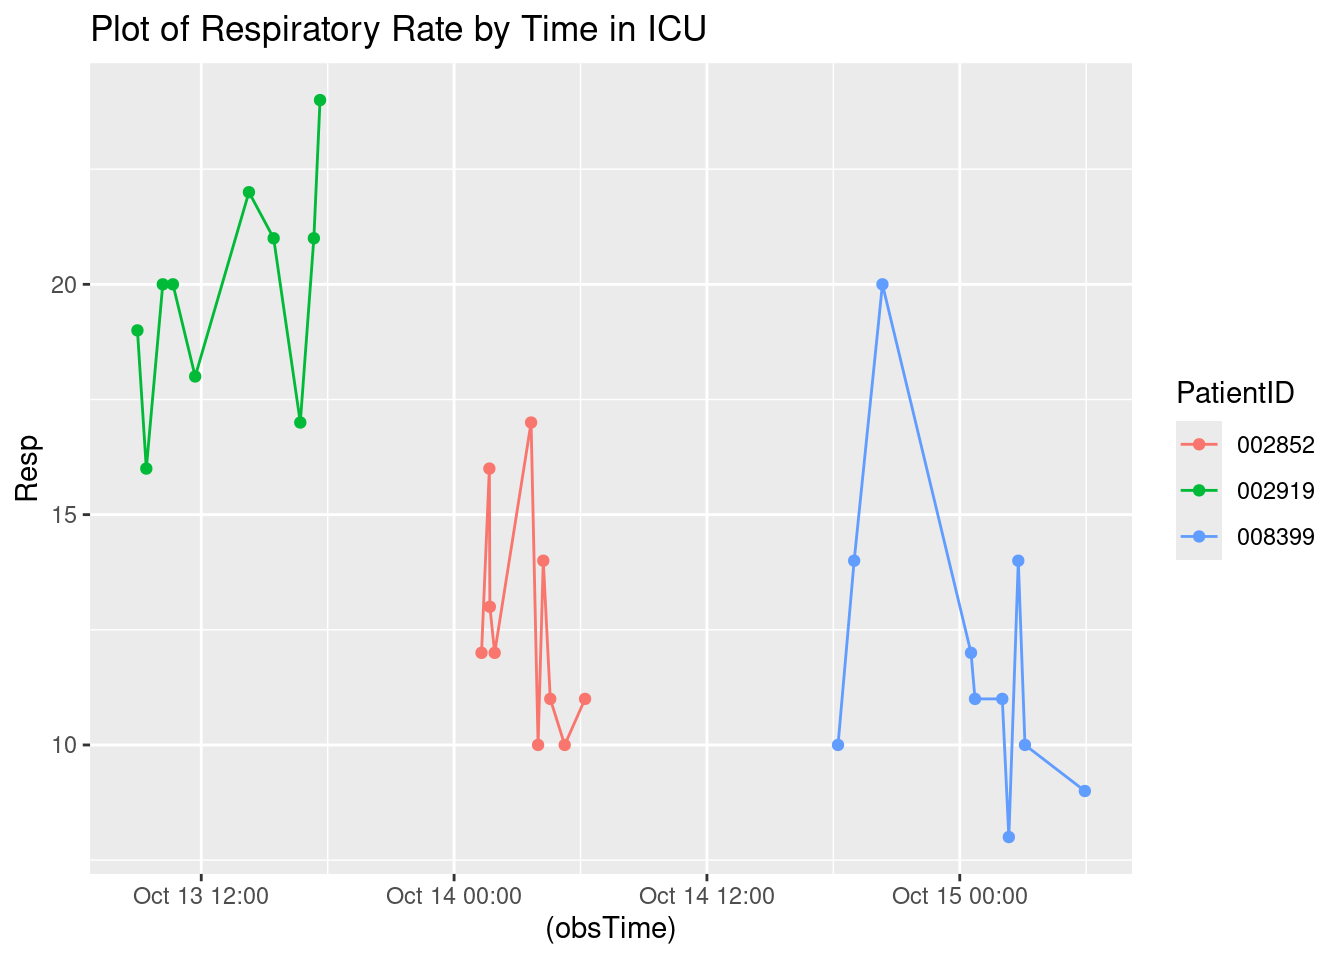 Plot of Respiratory Rate by Time in ICU
Resp
20
15
10
Oct 13 12:00
Oct 14 00:00
Oct 14 12:00
Oct 15 00:00
(obsTime)
PatientID
002852
002919
008399